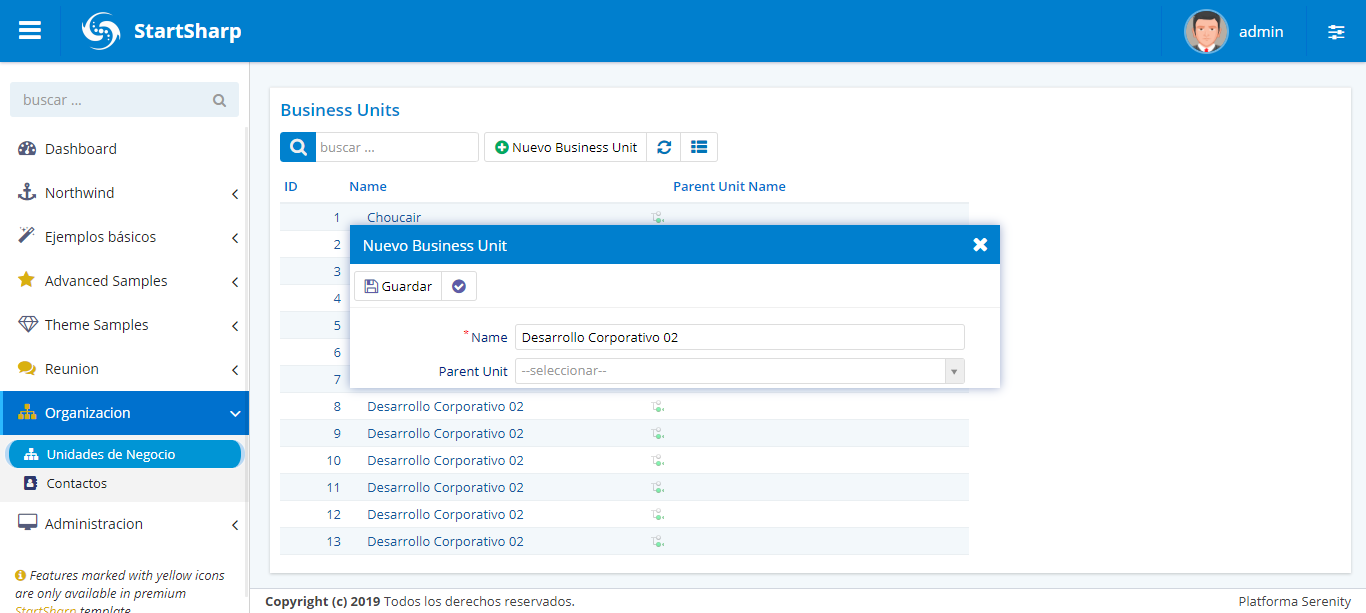 StartSharp
admin
buscar ...
Dashboard
Northwind
Ejemplos básicos
Advanced Samples
Theme Samples
Reunion
Organizacion
Unidades de Negocio
Contactos
Administracion
Features marked with yellow icons
are only available in premium
StartSharp template.
Business Units
buscar ...
Nuevo Business Unit
ID Name Parent Unit Name
1 Choucair
2
3
4
5
6
7
Nuevo Business Unit
Guardar
* Name Desarrollo Corporativo 02
Parent Unit --seleccionar--
8 Desarrollo Corporativo 02
9 Desarrollo Corporativo 02
10 Desarrollo Corporativo 02
11 Desarrollo Corporativo 02
12 Desarrollo Corporativo 02
13 Desarrollo Corporativo 02
Copyright (c) 2019 Todos los derechos reservados.
Platforma Serenity